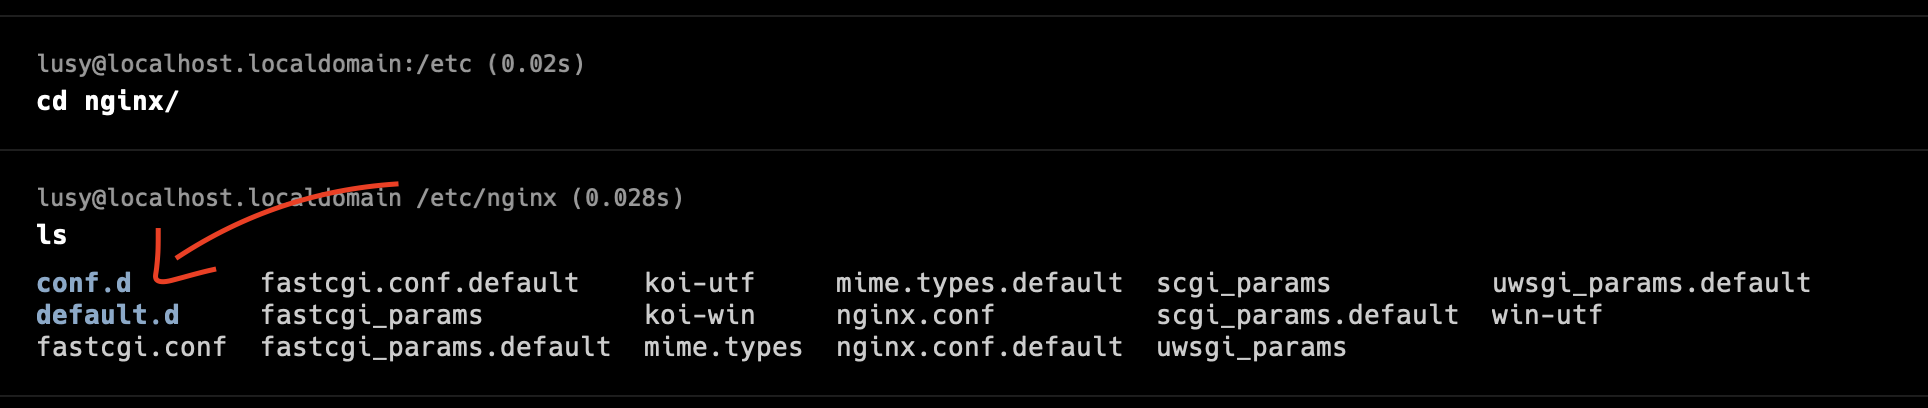 lusy@localhost.localdomain:/etc (0.02s)
cd nginx/
lusy@localhost.localdomain /etc/nginx (0.028s)
ls
conf.d fastcgi.conf.default koi-utf mime.types.default scgi_params uwsgi_params.default
default.d fastcgi_params koi-win nginx.conf scgi_params.default win-utf
fastcgi.conf fastcgi_params.default mime.types nginx.conf.default uwsgi_params